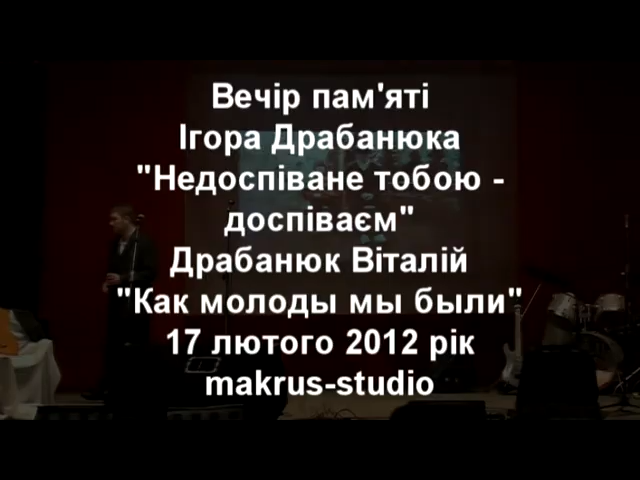 Вечір пам'яті
Ігора Драбанюка
"Недоспіване тобою -
доспіваєм"
Драбанюк Віталій
"Как молоды мы были"
17 лютого 2012 рік
makrus-studio